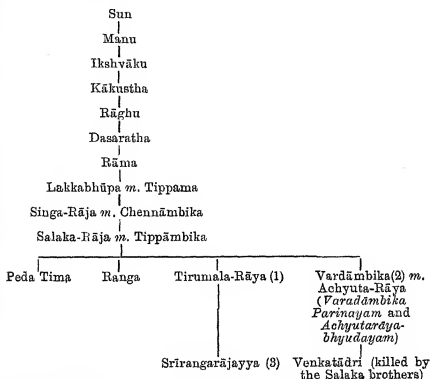 Sun
Manu
Ikshvāku
Kākustha
Rāghu
Dasaratha
Rāma
Lakkabhūpa m. Tippama
Singa-Rāja m. Chennāmbika
Salaka-Rāja m. Tippāmbika
Peda Tima Ranga Tirumala-Rāya (1) Vardāmbika(2) m.
Achyuta-Rāya
(Varadāmbika
Parinayam and
Achyutarāya-
bhyudayam)
Srīrangarājayya (3) Venkatādri (killed by
the Salaka brothers)